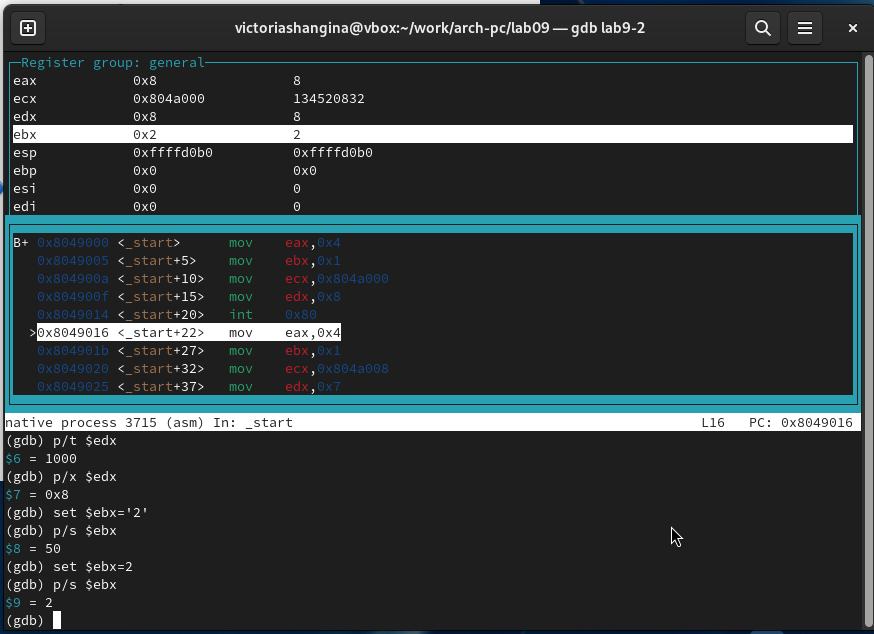 victoriashangina@vbox:~/work/arch-pc/lab09 — gdb lab9-2
Register group: general
eax 0x8 8
ecx 0x804a000 134520832
edx 0x8 8
ebx 0x2 2
esp 0xffffd0b0 0xffffd0b0
ebp 0x0 0x0
esi 0x0 0
edi 0x0 0
B+ 0x8049000 <_start> mov eax,0x4
0x8049005 <_start+5> mov ebx,0x1
0x804900a <_start+10> mov ecx,0x804a000
0x804900f <_start+15> mov edx,0x8
0x8049014 <_start+20> int 0x80
>0x8049016 <_start+22> mov eax,0x4
0x804901b <_start+27> mov ebx,0x1
0x8049020 <_start+32> mov ecx,0x804a008
0x8049025 <_start+37> mov edx,0x7
native process 3715 (asm) In: _start L16 PC: 0x8049016
(gdb) p/t $edx
$6 = 1000
(gdb) p/x $edx
$7 = 0x8
(gdb) set $ebx='2'
(gdb) p/s $ebx
$8 = 50
(gdb) set $ebx=2
(gdb) p/s $ebx
$9 = 2
(gdb)